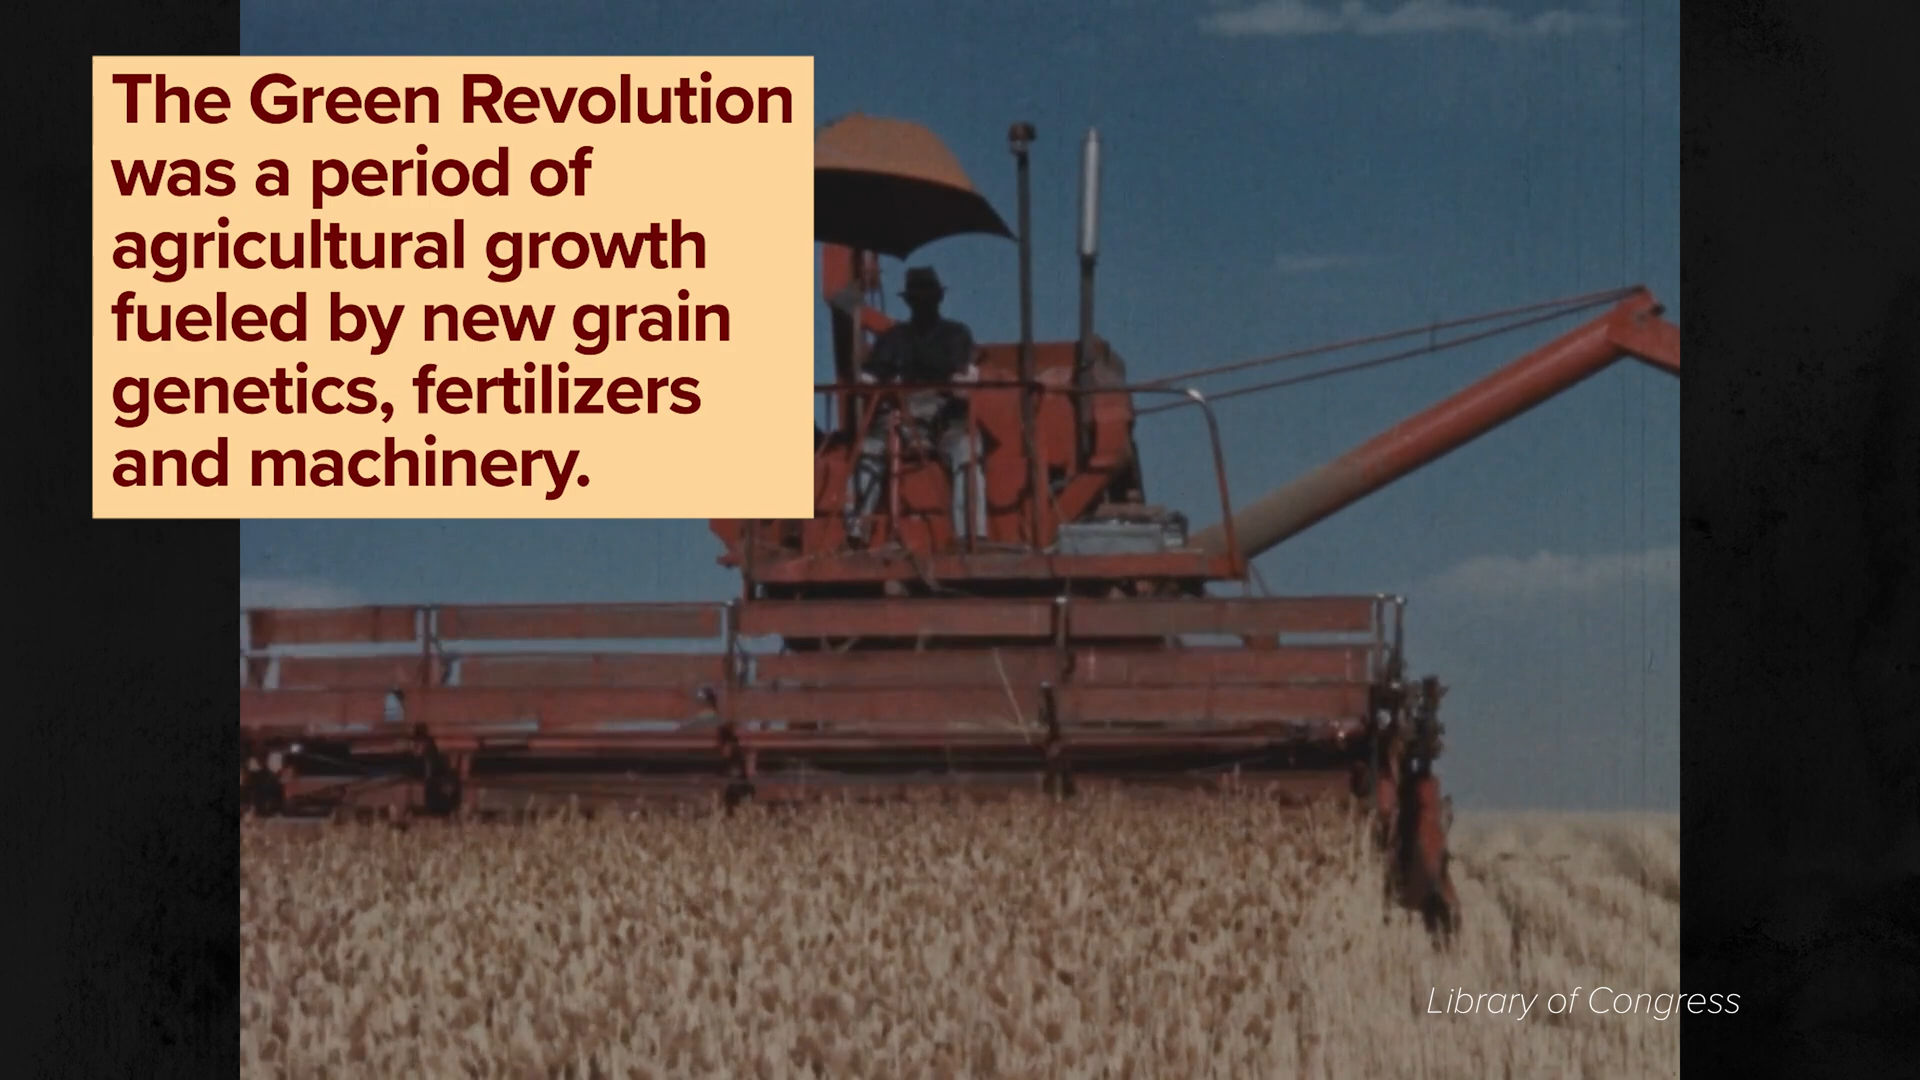 The Green Revolution
was a period of
agricultural growth
fueled by new grain
genetics, fertilizers
and machinery.
Library of Congress